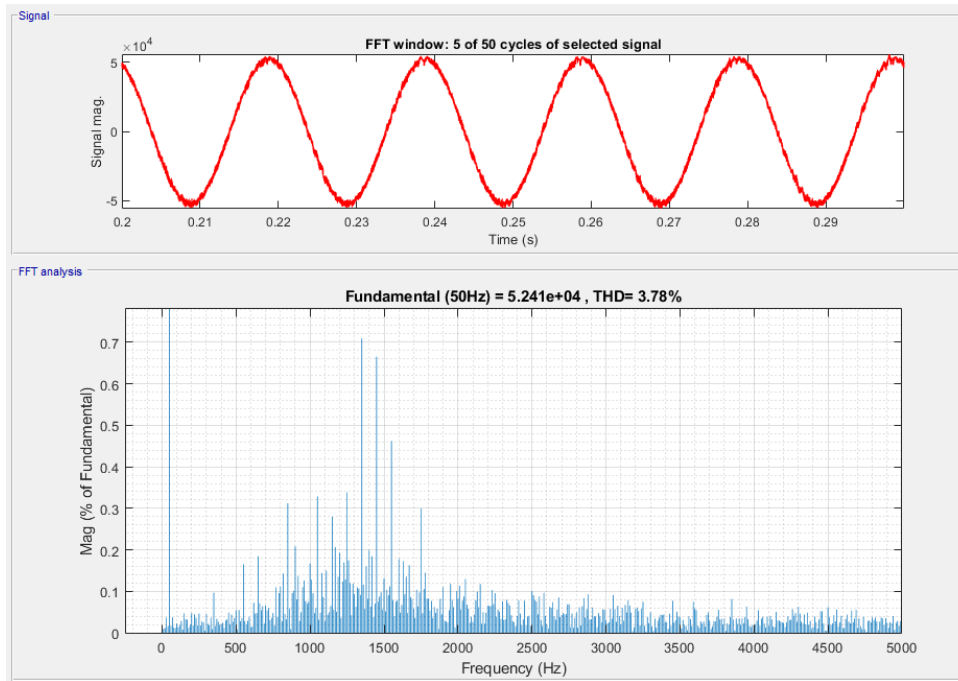 Signal
×10⁴
FFT window: 5 of 50 cycles of selected signal
5
0
-5
Signal mag.
0.2 0.21 0.22 0.23 0.24 0.25 0.26 0.27 0.28 0.29
Time (s)
FFT analysis
Fundamental (50Hz) = 5.241e+04 , THD= 3.78%
0.7
0.6
0.5
0.4
0.3
0.2
0.1
0
Mag (% of Fundamental)
0 500 1000 1500 2000 2500 3000 3500 4000 4500 5000
Frequency (Hz)